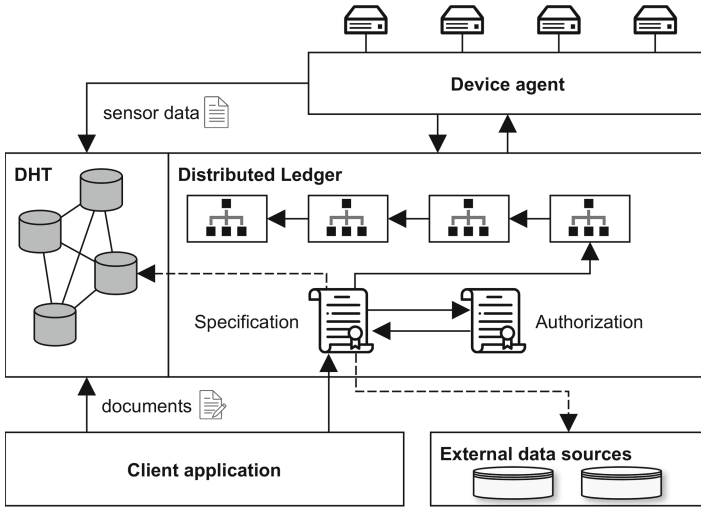 Device agent
sensor data
DHT
Distributed Ledger
Specification
Authorization
documents
Client application
External data sources